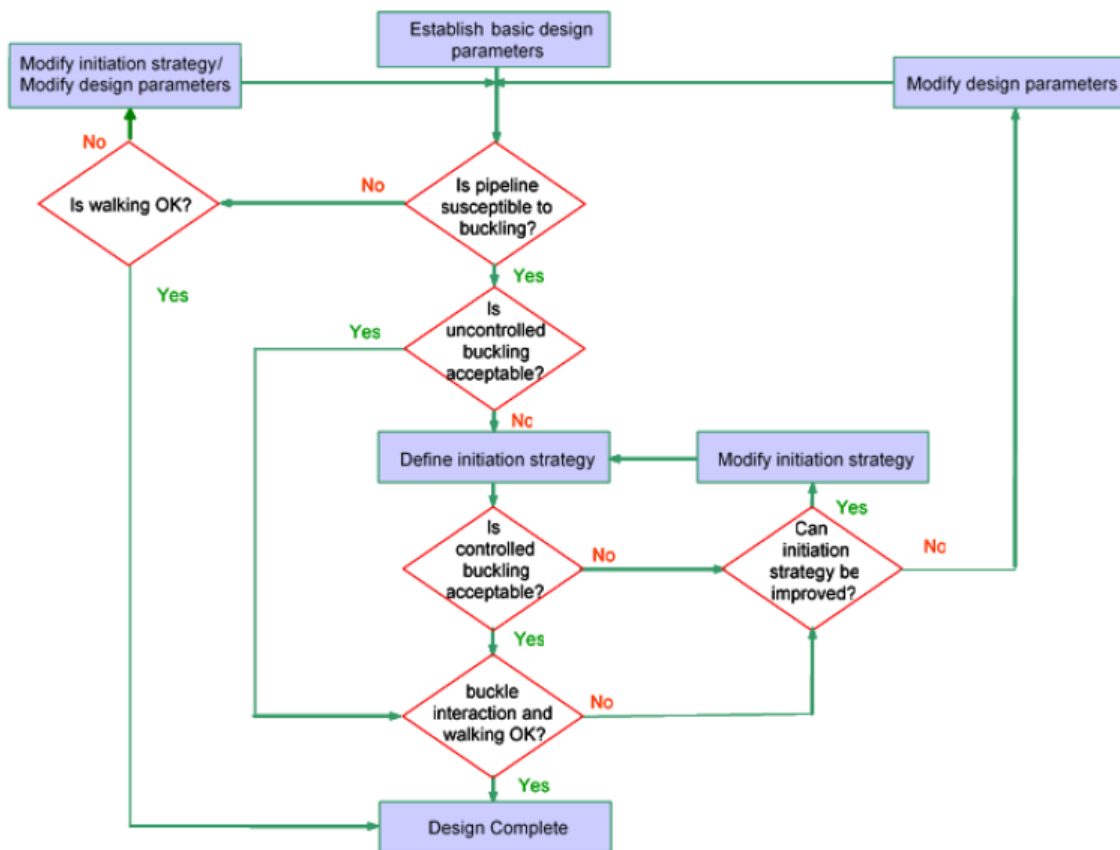 Establish basic design
parameters
Modify initiation strategy/
Modify design parameters
Modify design parameters
No
Is walking OK?
No
Is pipeline
susceptible to
buckling?
Yes
Yes
Yes
Is
uncontrolled
buckling
acceptable?
No
Define initiation strategy
Modify initiation strategy
Yes
Is
controlled
buckling
acceptable?
No
Can
initiation
strategy be
improved?
No
Yes
buckle
interaction and
walking OK?
No
Yes
Design Complete